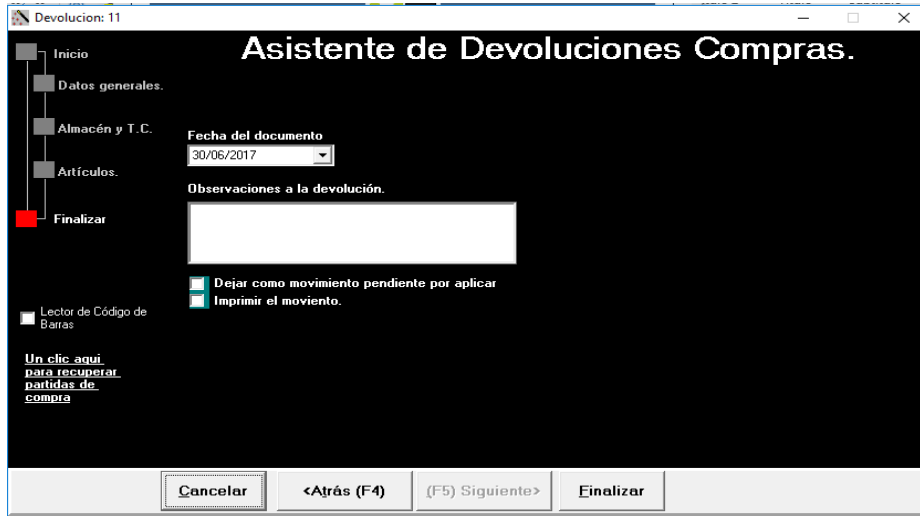 Devolucion: 11
Asistente de Devoluciones Compras.
Inicio
Datos generales.
Almacén y T.C.
Artículos.
Finalizar
Fecha del documento
30/06/2017
Observaciones a la devolución.
Dejar como movimiento pendiente por aplicar
Imprimir el moviento.
Lector de Código de
Barras
Un clic aqui
para recuperar
partidas de
compra
Cancelar
<Atrás (F4)
(F5) Siguiente>
Finalizar